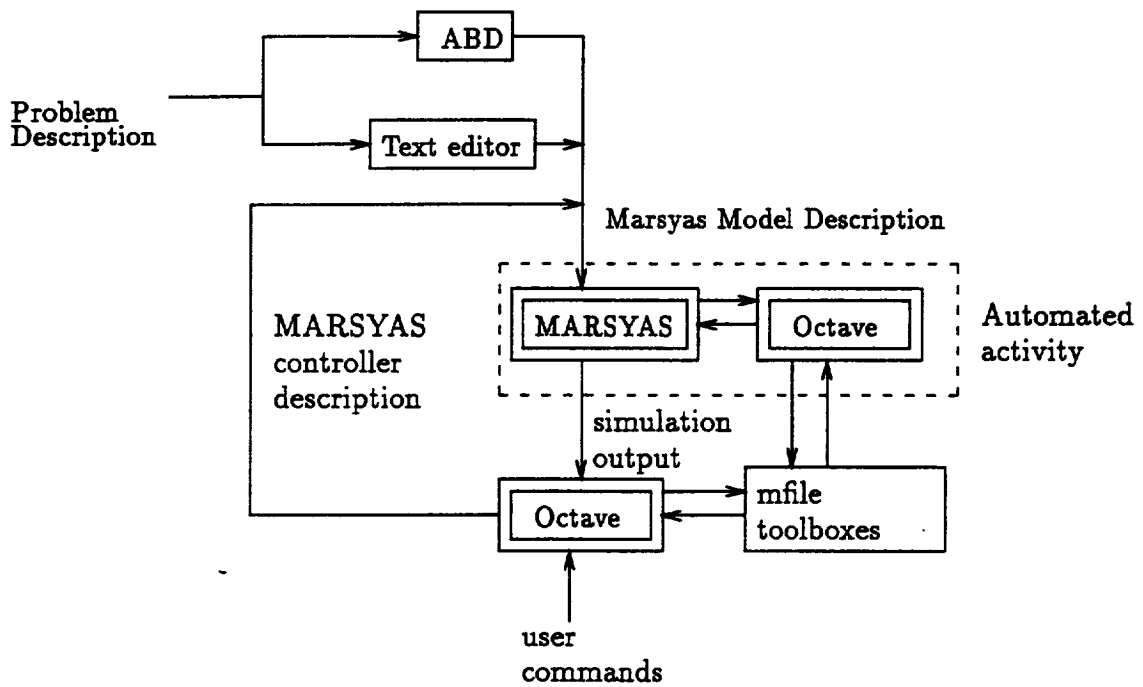 ABD
Problem
Description
Text editor
Marsyas Model Description
MARSYAS
controller
description
MARSYAS
Octave
Automated
activity
simulation
output
Octave
mfile
toolboxes
user
commands